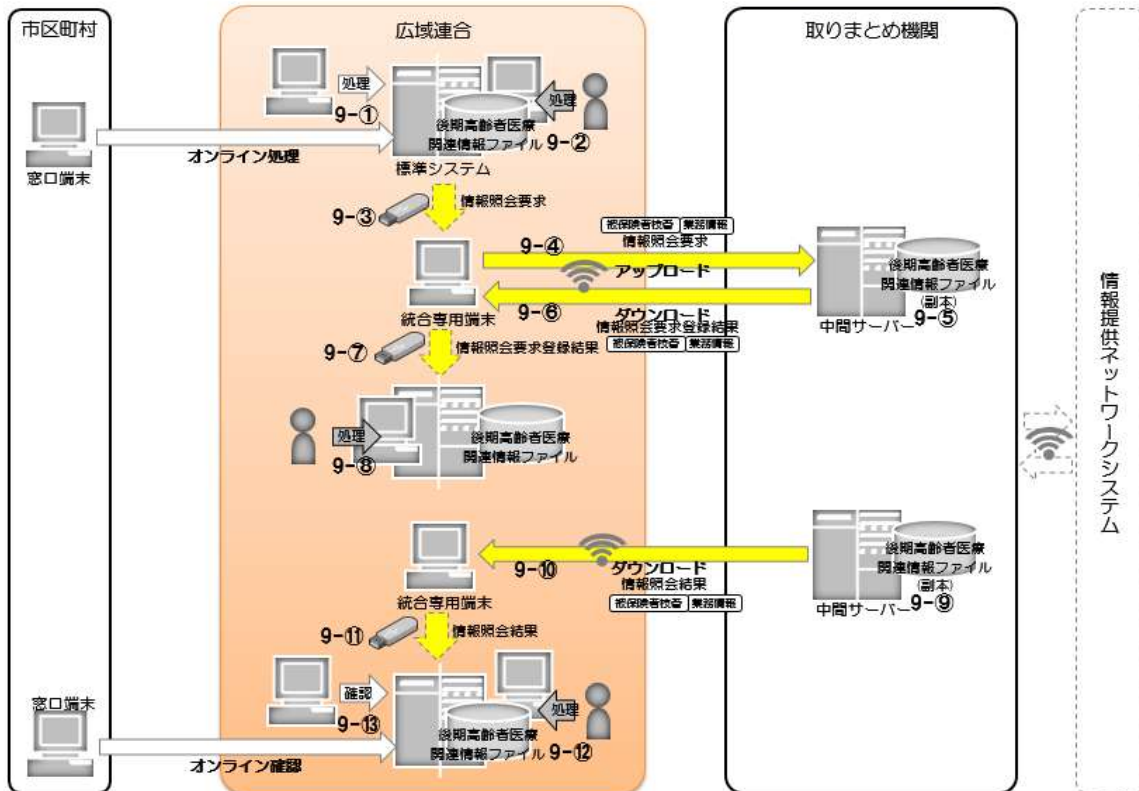 市区町村
広域連合
取りまとめ機関
処理
9-①
処理
後期高齢者医療
関連情報ファイル
9-②
オンライン処理
窓口端末
標準システム
9-③
情報照会要求
被保険者枝番
業務情報
9-④
情報照会要求
アップロード
後期高齢者医療
関連情報ファイル
(副本)
9-⑤
中間サーバー
9-⑥
ダウンロード
情報照会要求登録結果
被保険者枝番
業務情報
統合専用端末
9-⑦
情報照会要求登録結果
処理
9-⑧
後期高齢者医療
関連情報ファイル
情報提供ネットワークシステム
9-⑩
ダウンロード
情報照会結果
被保険者枝番
業務情報
後期高齢者医療
関連情報ファイル
(副本)
9-⑨
中間サーバー
統合専用端末
9-⑪
情報照会結果
確認
9-⑬
処理
後期高齢者医療
関連情報ファイル
9-⑫
窓口端末
オンライン確認